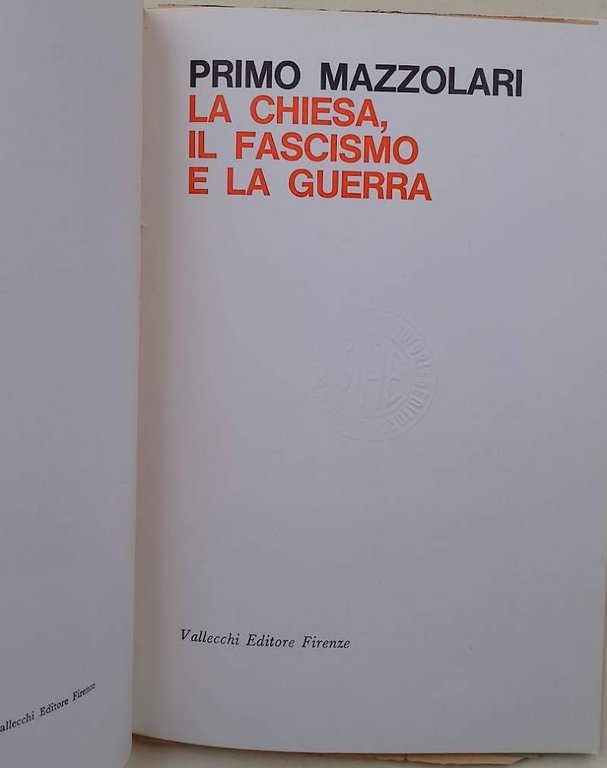 PRIMO MAZZOLARI
LA CHIESA,
IL FASCISMO
E LA GUERRA
Vallecchi Editore Firenze
allecchi Editore Firenze